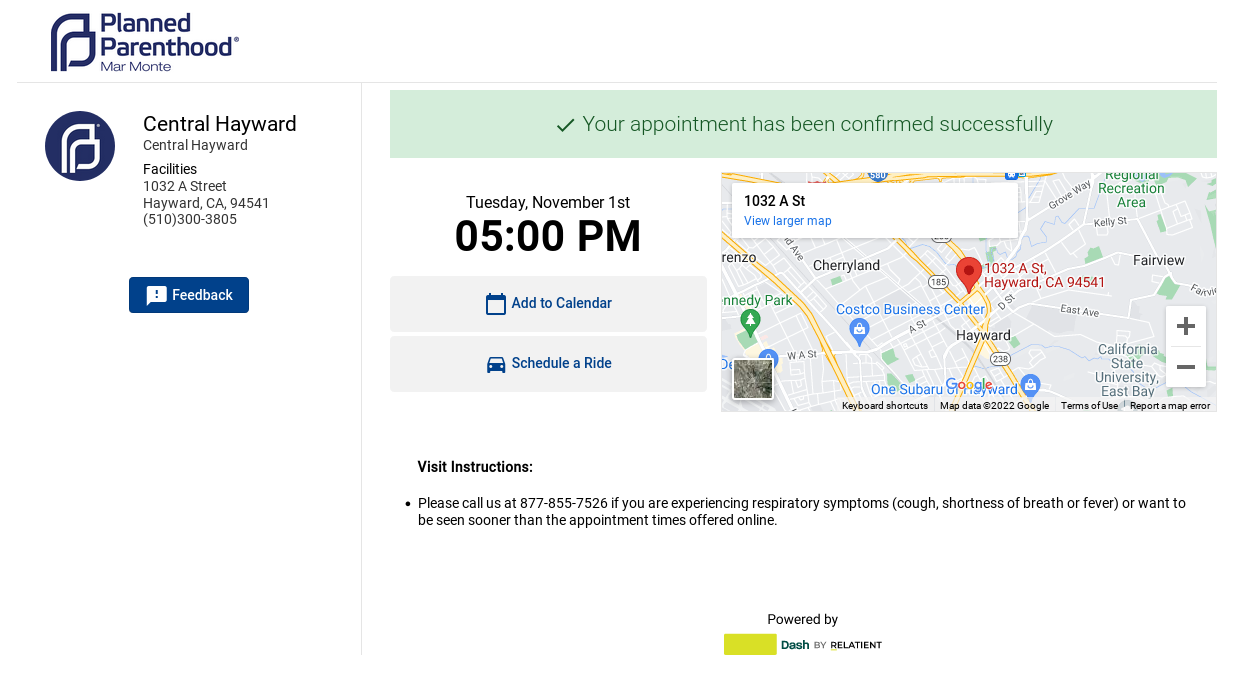 Planned
Parenthood®
Mar Monte
Central Hayward
Central Hayward
Facilities
1032 A Street
Hayward, CA, 94541
(510)300-3805
Feedback
Your appointment has been confirmed successfully
Tuesday, November 1st
05:00 PM
Add to Calendar
Schedule a Ride
1032 A St
View larger map
580
Regional
Recreation
Area
Grove Way
Kelly St
Fairview
Cherryland
185
1032 A St,
Hayward, CA 94541
D St
East Ave
Costco Business Center
A St
Hayward
W A St
238
California
State
University,
East Bay
One Subaru of Hayward
Google
Keyboard shortcuts
Map data ©2022 Google
Terms of Use
Report a map error
Visit Instructions:
• Please call us at 877-855-7526 if you are experiencing respiratory symptoms (cough, shortness of breath or fever) or want to
be seen sooner than the appointment times offered online.
Powered by
Dash BY RELATIENT